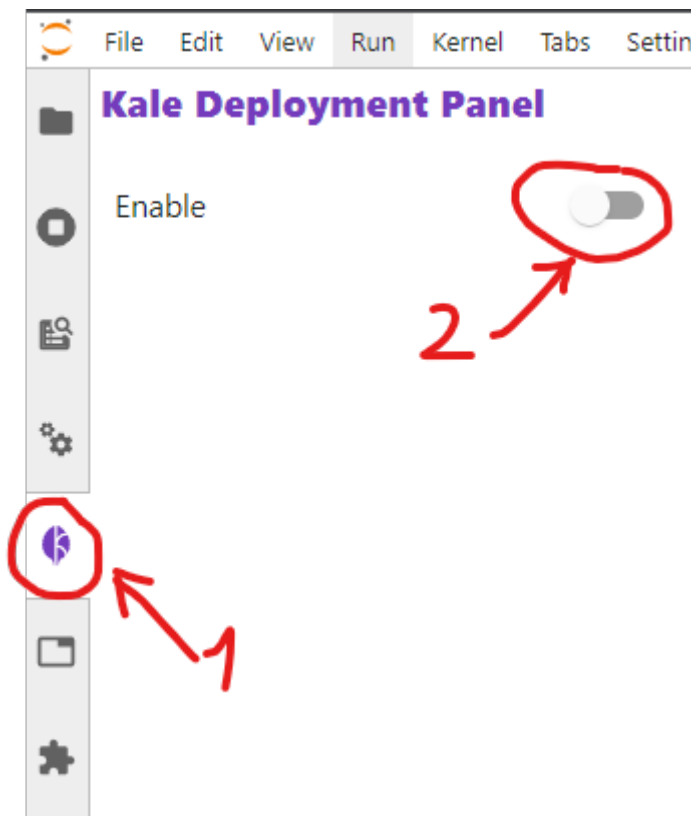 File Edit View Run Kernel Tabs Settin
Kale Deployment Panel
Enable
2
1